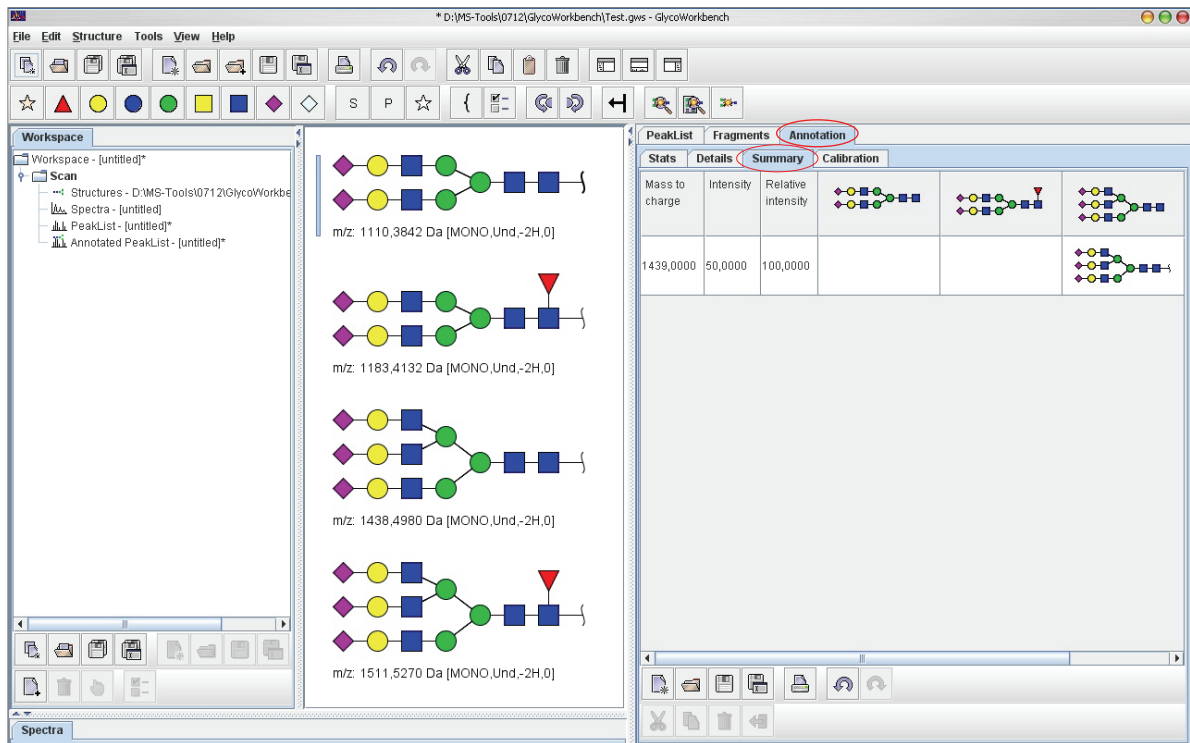 * D:\MS-Tools\0712\GlycoWorkbench\Test.gws - GlycoWorkbench
File Edit Structure Tools View Help
S P
Workspace
Workspace - [untitled]*
Scan
Structures - D:\MS-Tools\0712\GlycoWorkbe
Spectra - [untitled]
PeakList - [untitled]*
Annotated PeakList - [untitled]*
m/z: 1110,3842 Da [MONO,Und,-2H,0]
m/z: 1183,4132 Da [MONO,Und,-2H,0]
m/z: 1438,4980 Da [MONO,Und,-2H,0]
m/z: 1511,5270 Da [MONO,Und,-2H,0]
PeakList Fragments Annotation
Stats Details Summary Calibration
Mass to charge Intensity Relative intensity
1439,0000 50,0000 100,0000
Spectra